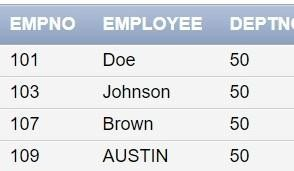 EMPNO EMPLOYEE DEPTN
101 Doe 50
103 Johnson 50
107 Brown 50
109 AUSTIN 50